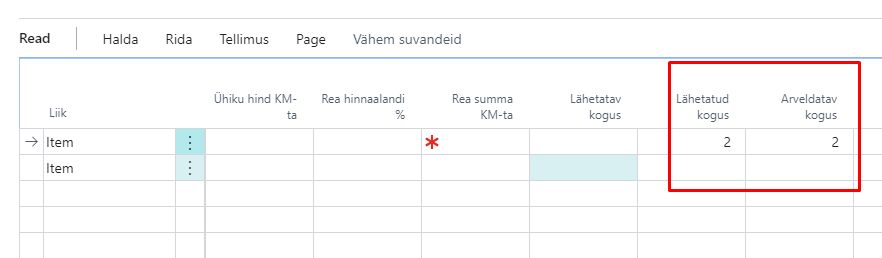 Read Halda Rida Tellimus Page Vähem suvandeid
Liik Ühiku hind KM-ta Rea hinnaalandi % Rea summa KM-ta Lähetatav kogus Lähetatud kogus Arveldatav kogus
Item 2 2
Item